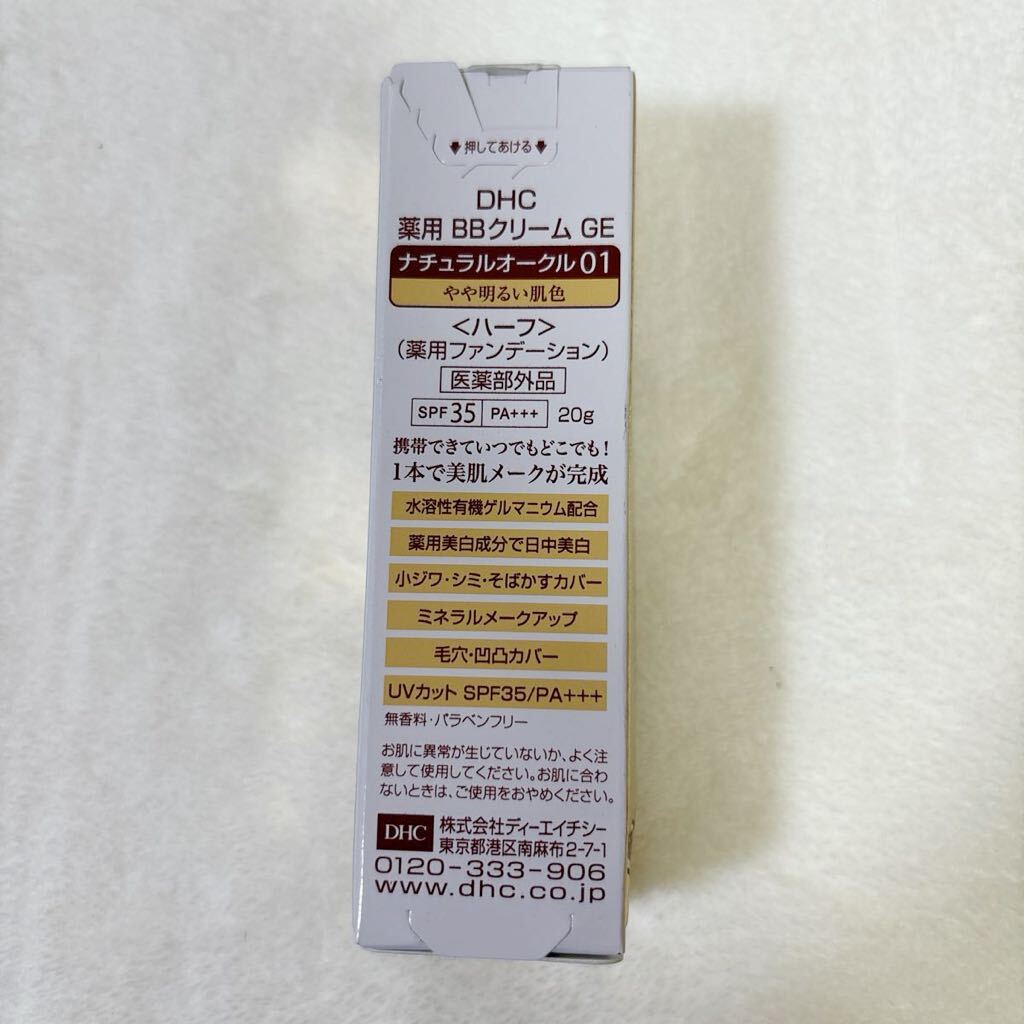 押してあける
DHC
薬用 BBクリーム GE
ナチュラルオークル01
やや明るい肌色
<ハーフ>
(薬用ファンデーション)
医薬部外品
SPF35 PA+++ 20g
携帯できていつでもどこでも!
1本で美肌メークが完成
水溶性有機ゲルマニウム配合
薬用美白成分で日中美白
小ジワ・シミ・そばかすカバー
ミネラルメークアップ
毛穴・凹凸カバー
UVカット SPF35/PA+++
無香料・パラベンフリー
お肌に異常が生じていないか、よく注
意して使用してください。お肌に合わ
ないときは、ご使用をおやめください。
DHC 株式会社ディーエイチシー
東京都港区南麻布2-7-1
0120-333-906
www.dhc.co.jp